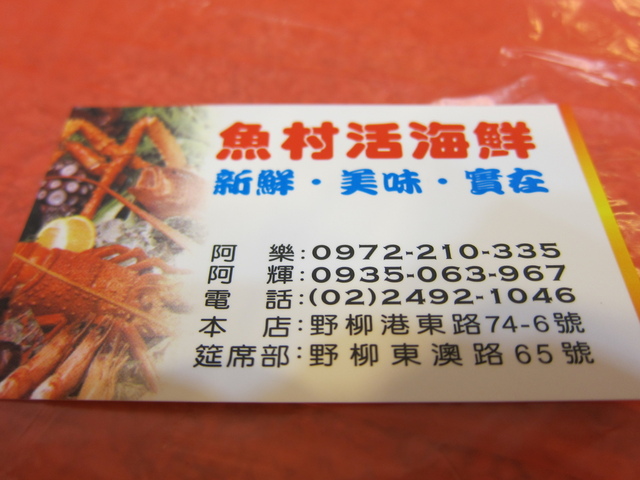 魚村活海鮮
新鮮・美味・實在
阿樂:0972-210-335
阿輝:0935-063-967
電話:(02)2492-1046
本店:野柳港東路74-6號
筵席部:野柳東澳路65號